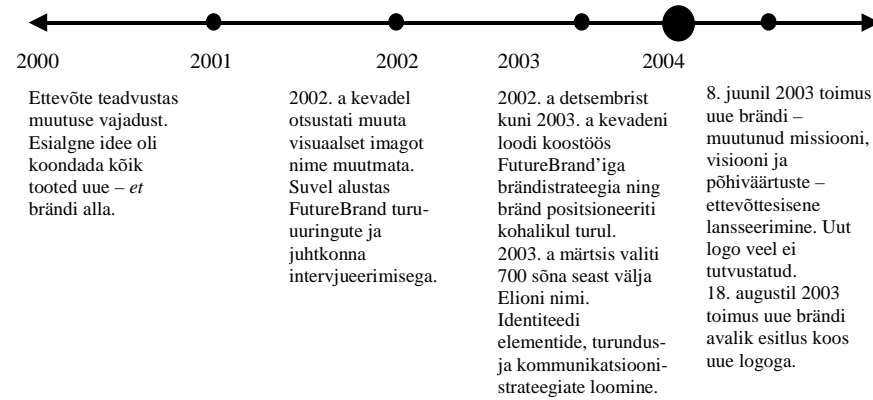 2000 2001 2002 2003 2004
Ettevõte teadvustas
muutuse vajadust.
Esialgne idee oli
koondada kõik
tooted uue – et
brändi alla.
2002. a kevadel
otsustati muuta
visuaalset imagot
nime muutmata.
Suvel alustas
FutureBrand turu-
uuringute ja
juhtkonna
intervjueerimisega.
2002. a detsembrist
kuni 2003. a kevadeni
loodi koostöös
FutureBrand’iga
brändistrateegia ning
bränd positsioneeriti
kohalikul turul.
2003. a märtsis valiti
700 sõna seast välja
Elioni nimi.
Identiteedi
elementide, turundus-
ja kommunikatsiooni-
strateegiate loomine.
8. juunil 2003 toimus
uue brändi –
muutunud missiooni,
visiooni ja
põhiväärtuste –
ettevõttesisene
lansseerimine. Uut
logo veel ei
tutvustatud.
18. augustil 2003
toimus uue brändi
avalik esitlus koos
uue logoga.